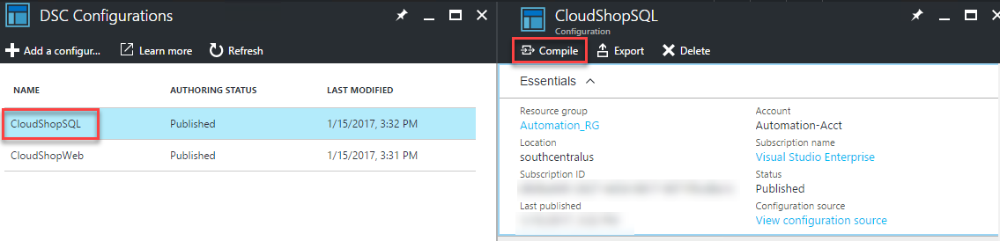 DSC Configurations
Add a configur... Learn more Refresh
NAME AUTHORING STATUS LAST MODIFIED
CloudShopSQL Published 1/15/2017, 3:32 PM
CloudShopWeb Published 1/15/2017, 3:31 PM
CloudShopSQL
Configuration
Compile Export Delete
Essentials
Resource group Account
Automation_RG Automation-Acct
Location Subscription name
southcentralus Visual Studio Enterprise
Subscription ID Status
Published
Last published Configuration source
View configuration source